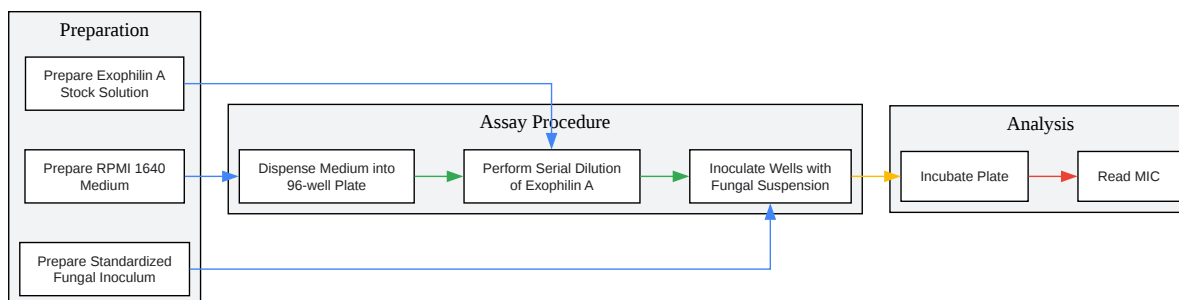 Preparation
Prepare Exophilin A
Stock Solution
Prepare RPMI 1640
Medium
Prepare Standardized
Fungal Inoculum
Assay Procedure
Dispense Medium into
96-well Plate
Perform Serial Dilution
of Exophilin A
Inoculate Wells with
Fungal Suspension
Analysis
Incubate Plate
Read MIC